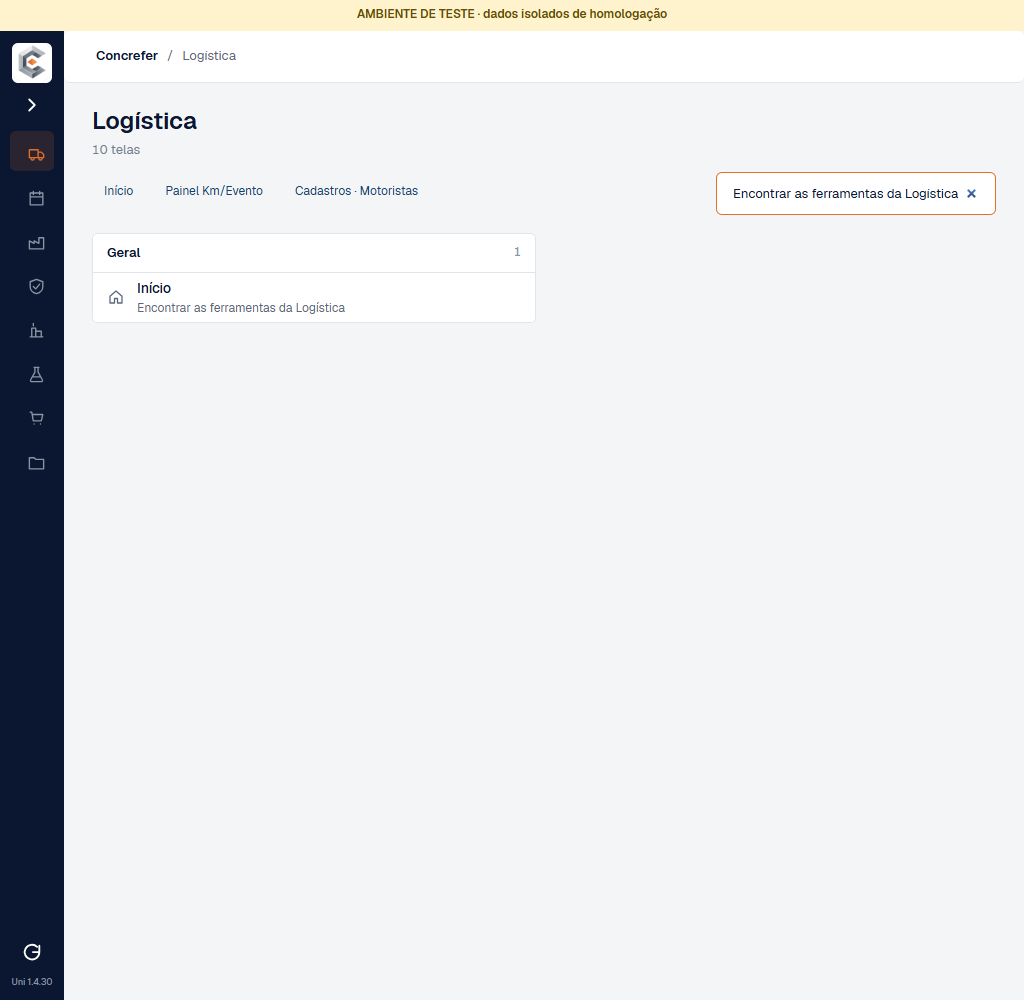 AMBIENTE DE TESTE · dados isolados de homologação
Concrefer / Logística
Logística
10 telas
Início Painel Km/Evento Cadastros · Motoristas
Encontrar as ferramentas da Logística ×
Geral 1
Início
Encontrar as ferramentas da Logística
Uni 1.4.30